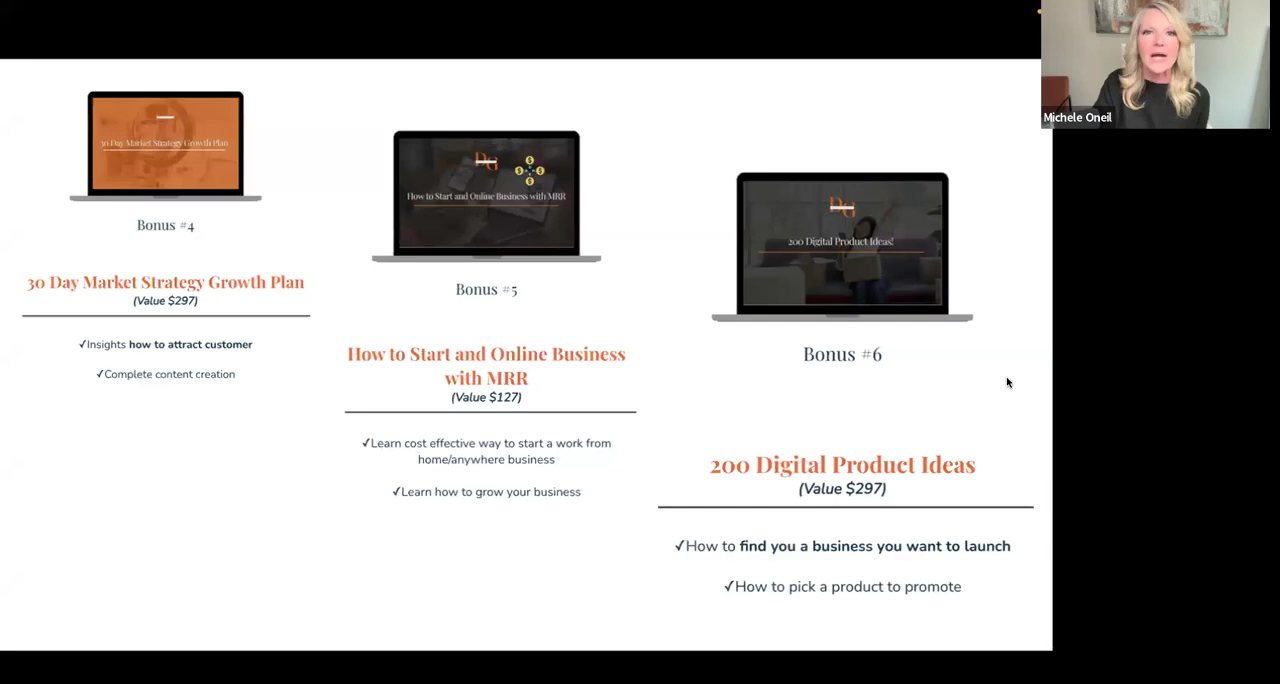 Michele Oneil
30 Day Market Strategy Growth Plan
Bonus #4
30 Day Market Strategy Growth Plan
(Value $297)
✓Insights how to attract customer
✓Complete content creation
DG
How to Start and Online Business with MRR
Bonus #5
How to Start and Online Business
with MRR
(Value $127)
✓Learn cost effective way to start a work from
home/anywhere business
✓Learn how to grow your business
DG
200 Digital Product Ideas!
Bonus #6
200 Digital Product Ideas
(Value $297)
✓How to find you a business you want to launch
✓How to pick a product to promote